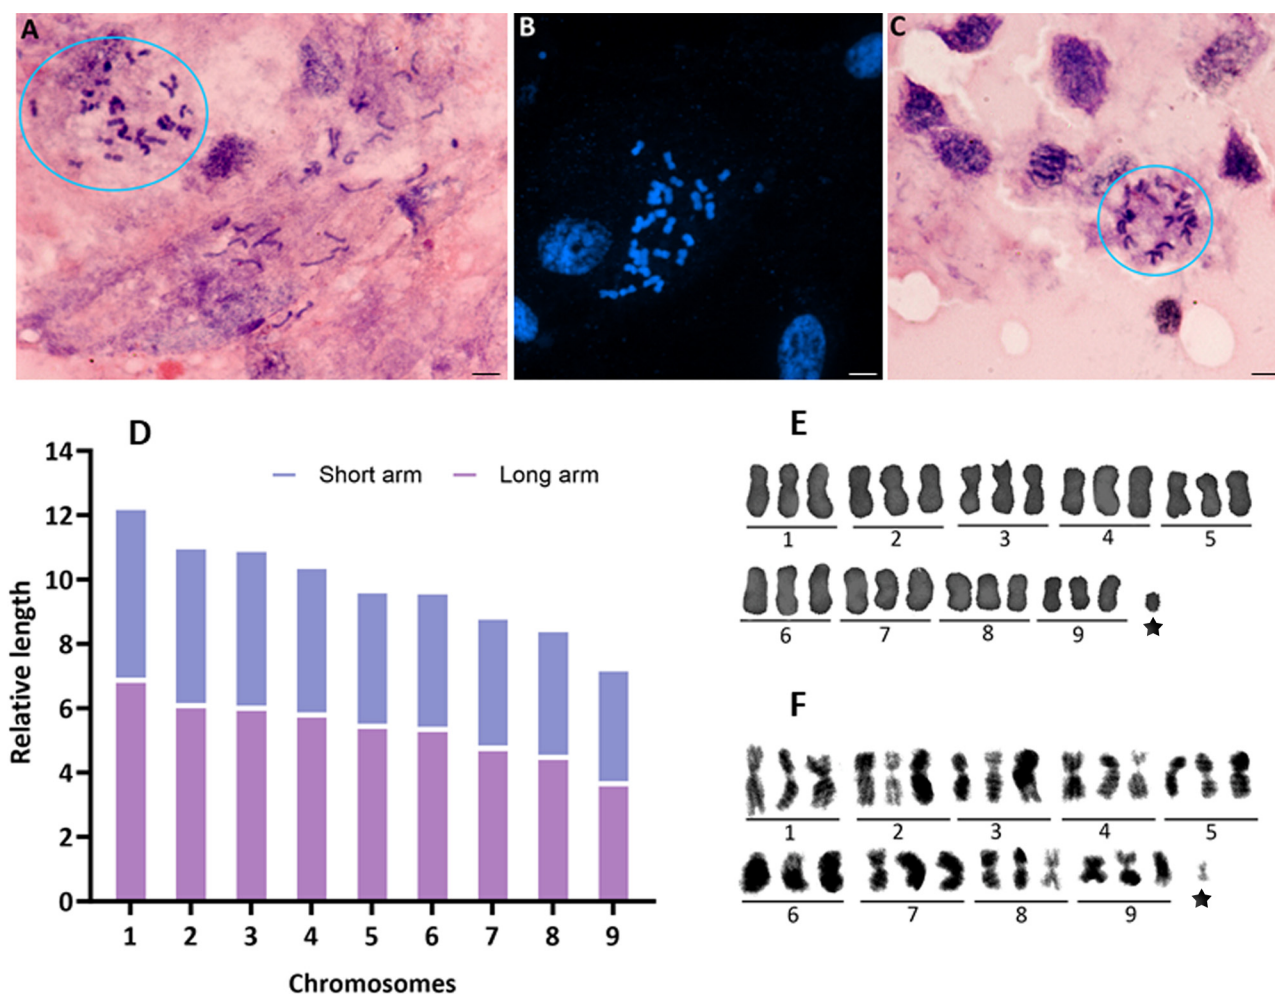 A
B
C
D
14
12
10
8
6
4
2
0
Relative length
Short arm
Long arm
1 2 3 4 5 6 7 8 9
Chromosomes
E
1 2 3 4 5
6 7 8 9
F
1 2 3 4 5
6 7 8 9